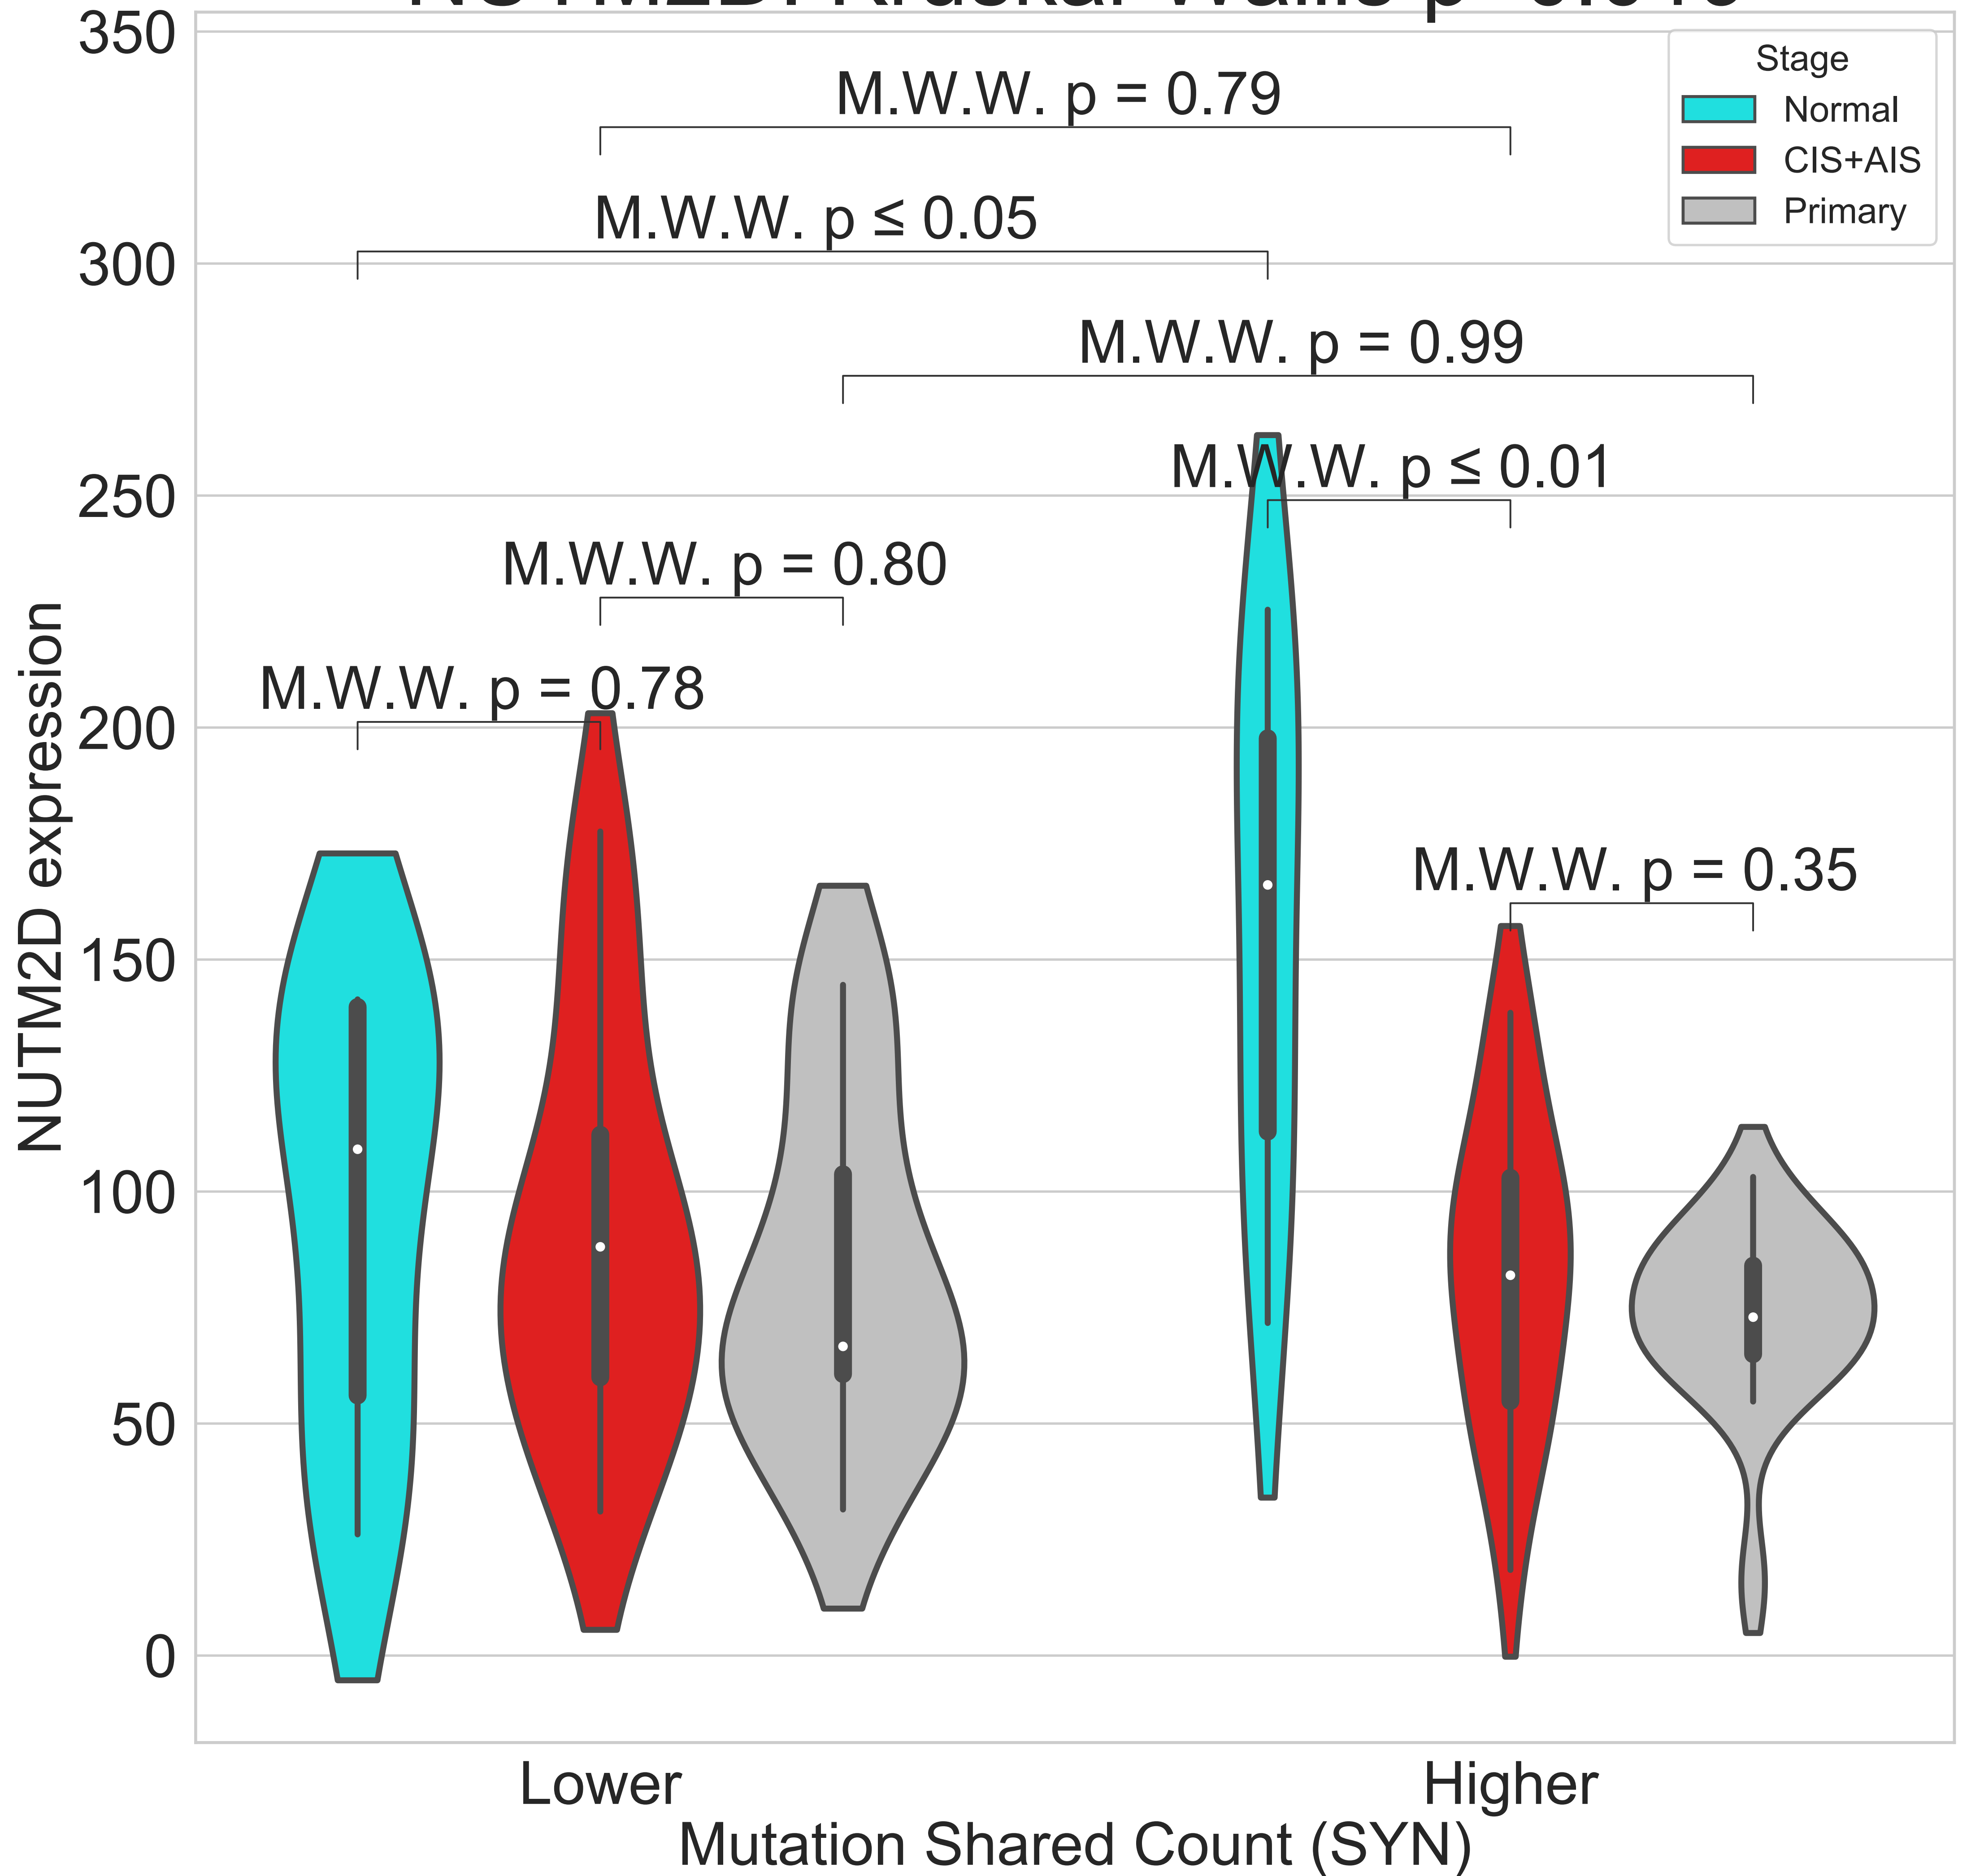 350
300
250
200
150
100
50
0
NUTM2D expression
Stage
Normal
CIS+AIS
Primary
M.W.W. p = 0.79
M.W.W. p ≤ 0.05
M.W.W. p = 0.99
M.W.W. p ≤ 0.01
M.W.W. p = 0.80
M.W.W. p = 0.78
M.W.W. p = 0.35
Lower
Higher
Mutation Shared Count (SYN)